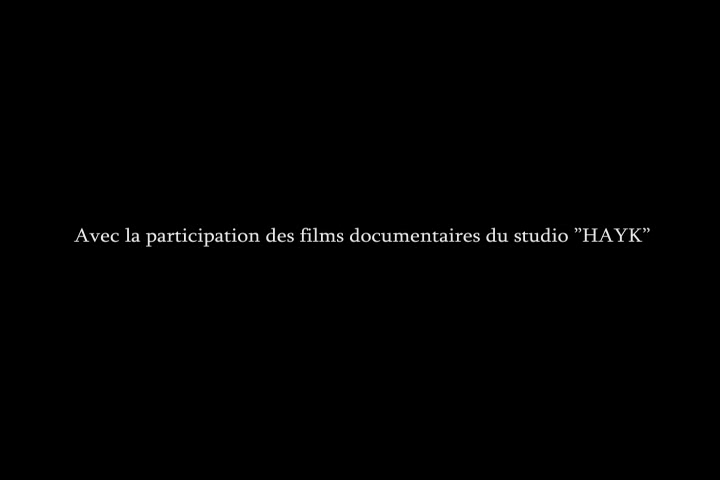 Avec la participation des films documentaires du studio ”HAYK”